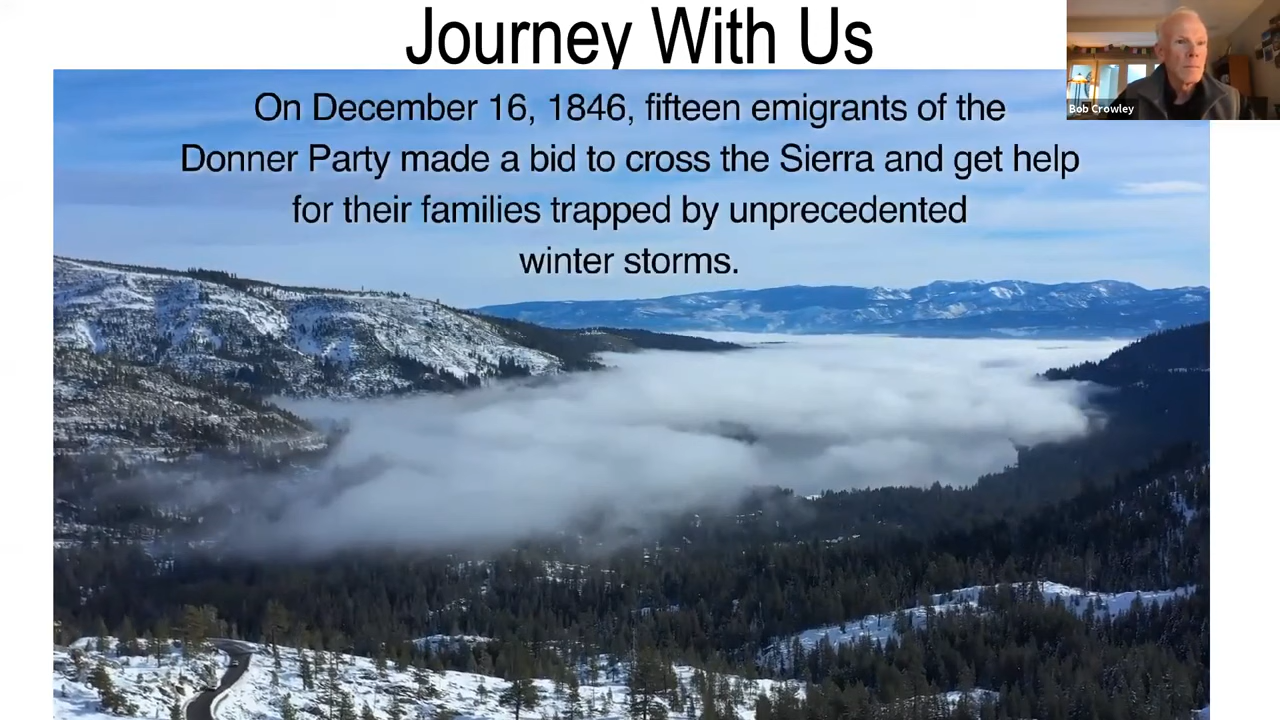 Journey With Us
On December 16, 1846, fifteen emigrants of the
Donner Party made a bid to cross the Sierra and get help
for their families trapped by unprecedented
winter storms.
Bob Crowley